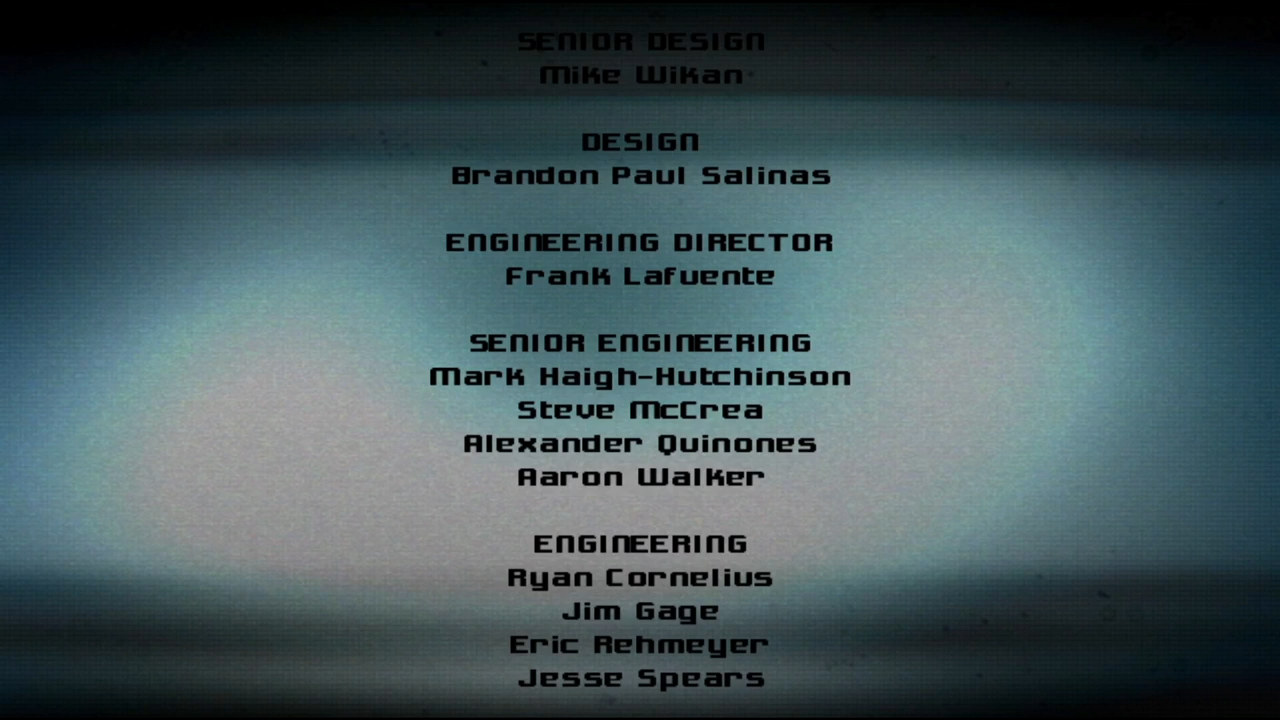 SENIOR DESIGN
Mike Wikan
DESIGN
Brandon Paul Salinas
ENGINEERING DIRECTOR
Frank Lafuente
SENIOR ENGINEERING
Mark Haigh-Hutchinson
Steve McCrea
Alexander Quinones
Aaron Walker
ENGINEERING
Ryan Cornelius
Jim Gage
Eric Rehmeyer
Jesse Spears